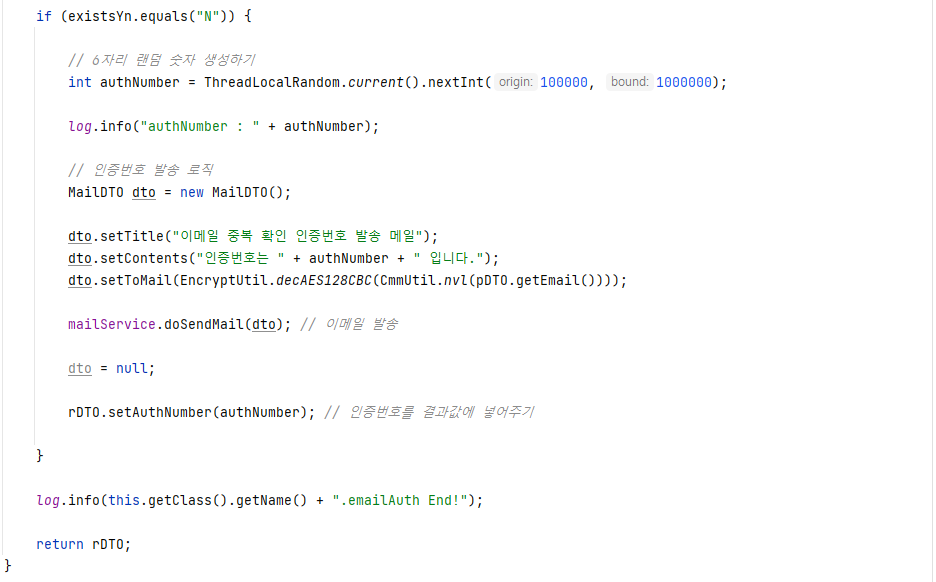 if (existsYn.equals("N")) {
// 6자리 랜덤 숫자 생성하기
int authNumber = ThreadLocalRandom.current().nextInt( origin: 100000, bound: 1000000);
log.info("authNumber : " + authNumber);
// 인증번호 발송 로직
MailDTO dto = new MailDTO();
dto.setTitle("이메일 중복 확인 인증번호 발송 메일");
dto.setContents("인증번호는 " + authNumber + " 입니다.");
dto.setToMail(EncryptUtil.decAES128CBC(CmmUtil.nvl(pDTO.getEmail())));
mailService.doSendMail(dto); // 이메일 발송
dto = null;
rDTO.setAuthNumber(authNumber); // 인증번호를 결과값에 넣어주기
}
log.info(this.getClass().getName() + ".emailAuth End!");
return rDTO;
}